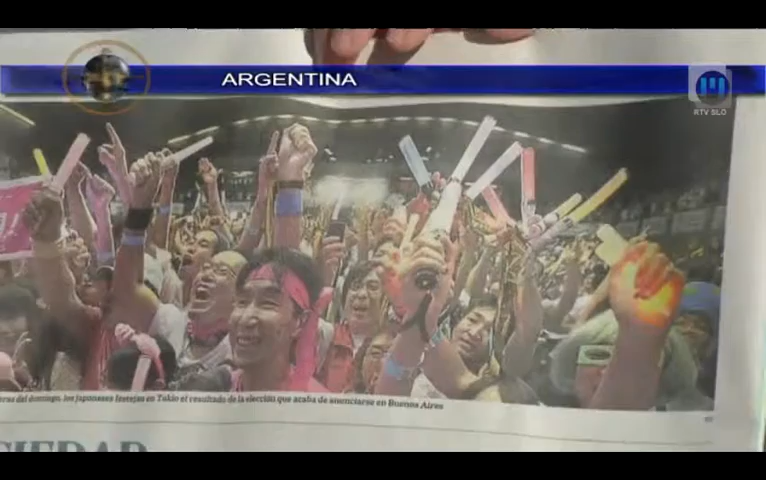 ARGENTINA
RTV SLO
del domingo, los japoneses festejan en Tokio el resultado de la elección que acaba de anunciarse en Buenos Aires